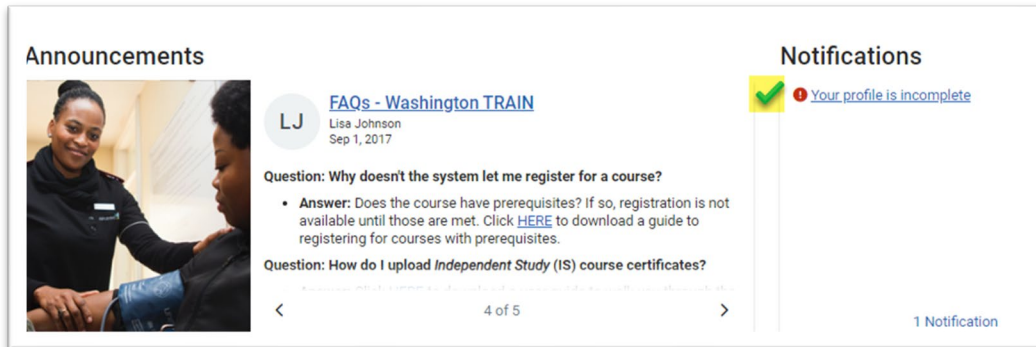 Announcements
Notifications
LJ
FAQs - Washington TRAIN
Lisa Johnson
Sep 1, 2017
Your profile is incomplete
Question: Why doesn't the system let me register for a course?
• Answer: Does the course have prerequisites? If so, registration is not
available until those are met. Click HERE to download a guide to
registering for courses with prerequisites.
Question: How do I upload Independent Study (IS) course certificates?
4 of 5
1 Notification